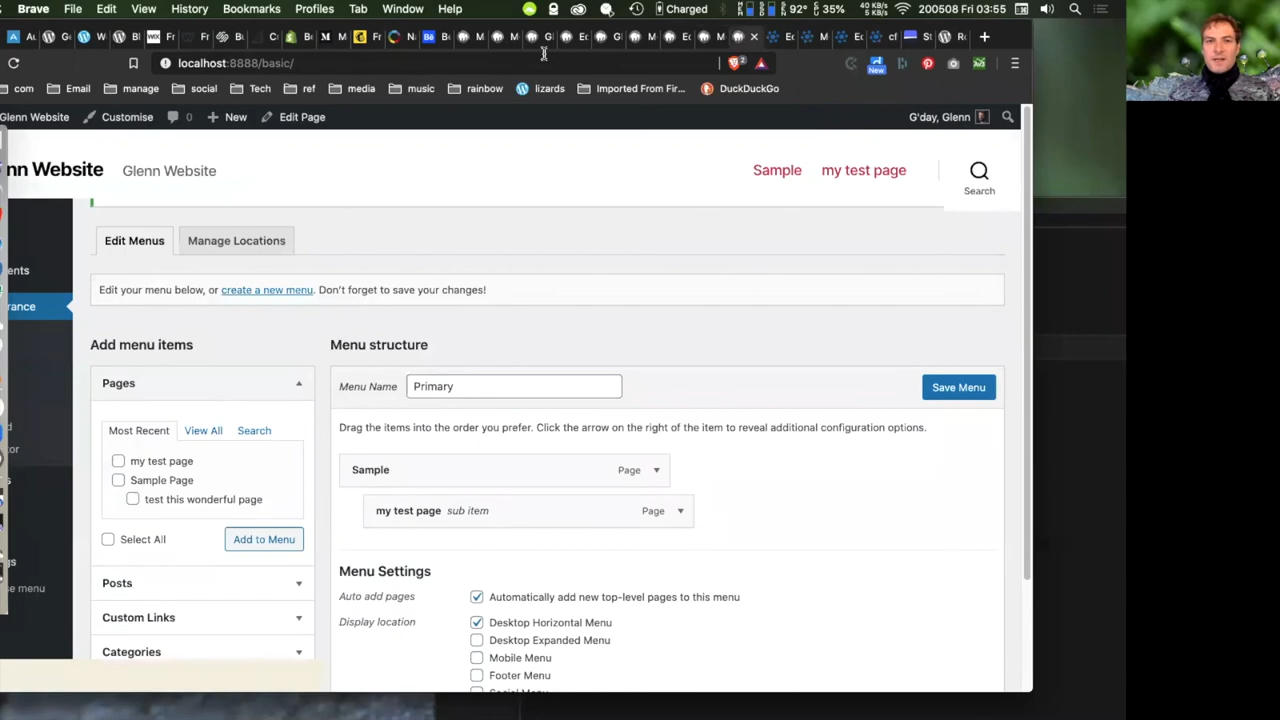 Brave File Edit View History Bookmarks Profiles Tab Window Help Charged 92° 35% 40 KB/s 5 KB/s 200508 Fri 03:55
localhost:8888/basic/ 2 New
com Email manage social Tech ref media music rainbow lizards Imported From Fir... DuckDuckGo
Glenn Website Customise 0 New Edit Page G'day, Glenn
nn Website Glenn Website Sample my test page Search
Edit Menus Manage Locations
ents
Edit your menu below, or create a new menu. Don't forget to save your changes!
rance
Add menu items Menu structure
Pages Menu Name Primary Save Menu
Most Recent View All Search Drag the items into the order you prefer. Click the arrow on the right of the item to reveal additional configuration options.
my test page
Sample Page Sample Page
test this wonderful page my test page sub item Page
Select All Add to Menu
Menu Settings
Posts Auto add pages Automatically add new top-level pages to this menu
Custom Links Display location Desktop Horizontal Menu
Desktop Expanded Menu
Categories Mobile Menu
Footer Menu